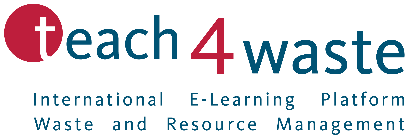 teach 4 waste
International E-Learning Platform
Waste and Resource Management